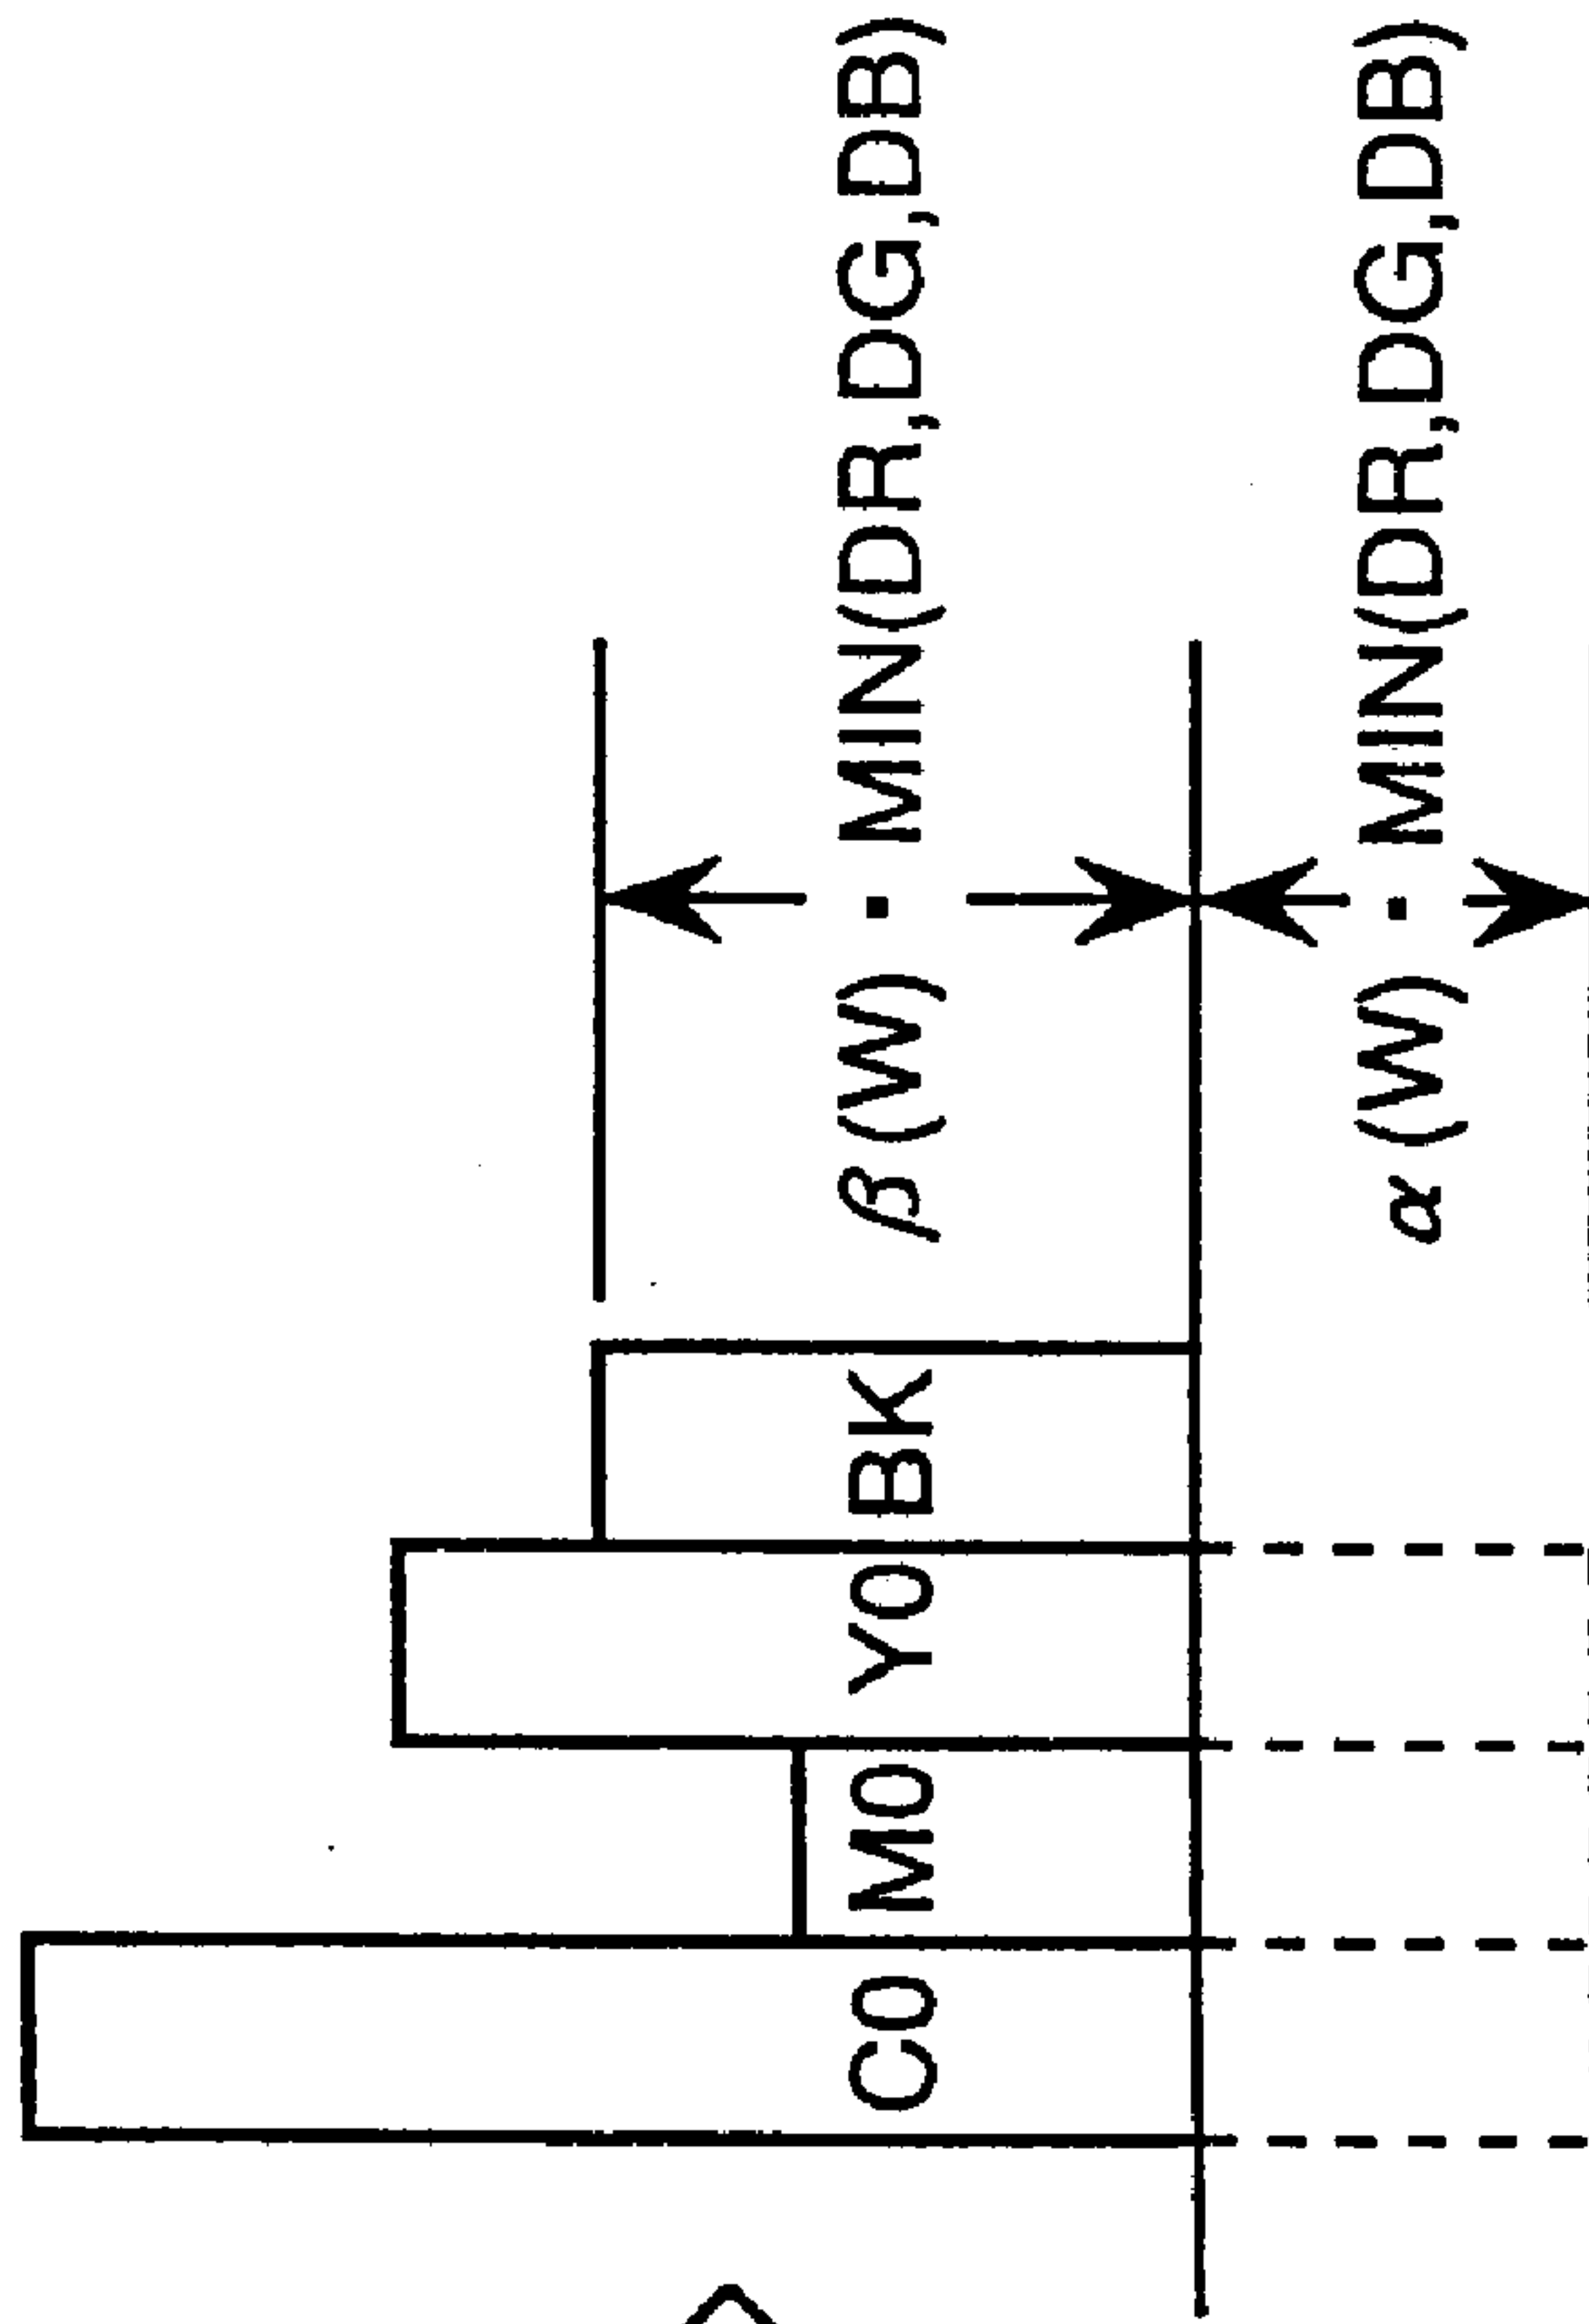 C0 M0 Y0 BK
β(W) ・ MIN(DR,DG,DB)
α(W) ・ MIN(DR,DG,DB)